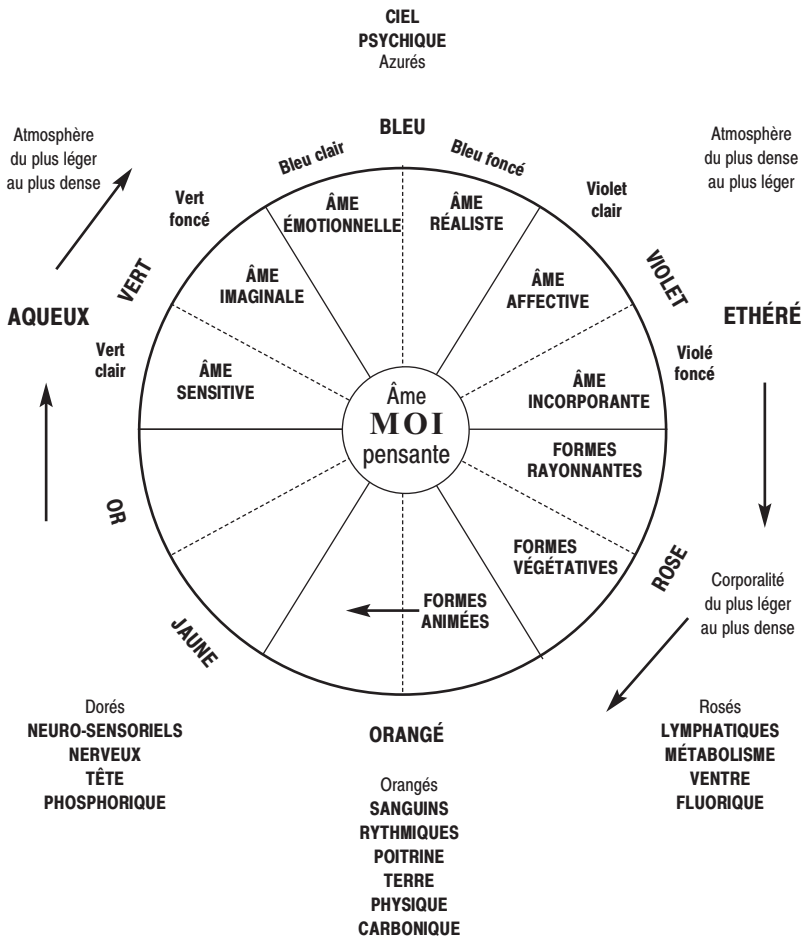 CIEL
PSYCHIQUE
Azurés
BLEU
Atmosphère
du plus léger
au plus dense
Atmosphère
du plus dense
au plus léger
Bleu clair
Bleu foncé
Vert
foncé
Violet
clair
VERT
VIOLET
ÂME
ÉMOTIONNELLE
ÂME
RÉALISTE
ÂME
IMAGINALE
ÂME
AFFECTIVE
AQUEUX
ETHÉRÉ
Vert
clair
Violé
foncé
ÂME
SENSITIVE
ÂME
INCORPORANTE
Âme
MOI
pensante
FORMES
RAYONNANTES
OR
FORMES
VÉGÉTATIVES
ROSE
FORMES
ANIMÉES
Corporalité
du plus léger
au plus dense
JAUNE
Dorés
NEURO-SENSORIELS
NERVEUX
TÊTE
PHOSPHORIQUE
ORANGÉ
Orangés
SANGUINS
RYTHMIQUES
POITRINE
TERRE
PHYSIQUE
CARBONIQUE
Rosés
LYMPHATIQUES
MÉTABOLISME
VENTRE
FLUORIQUE